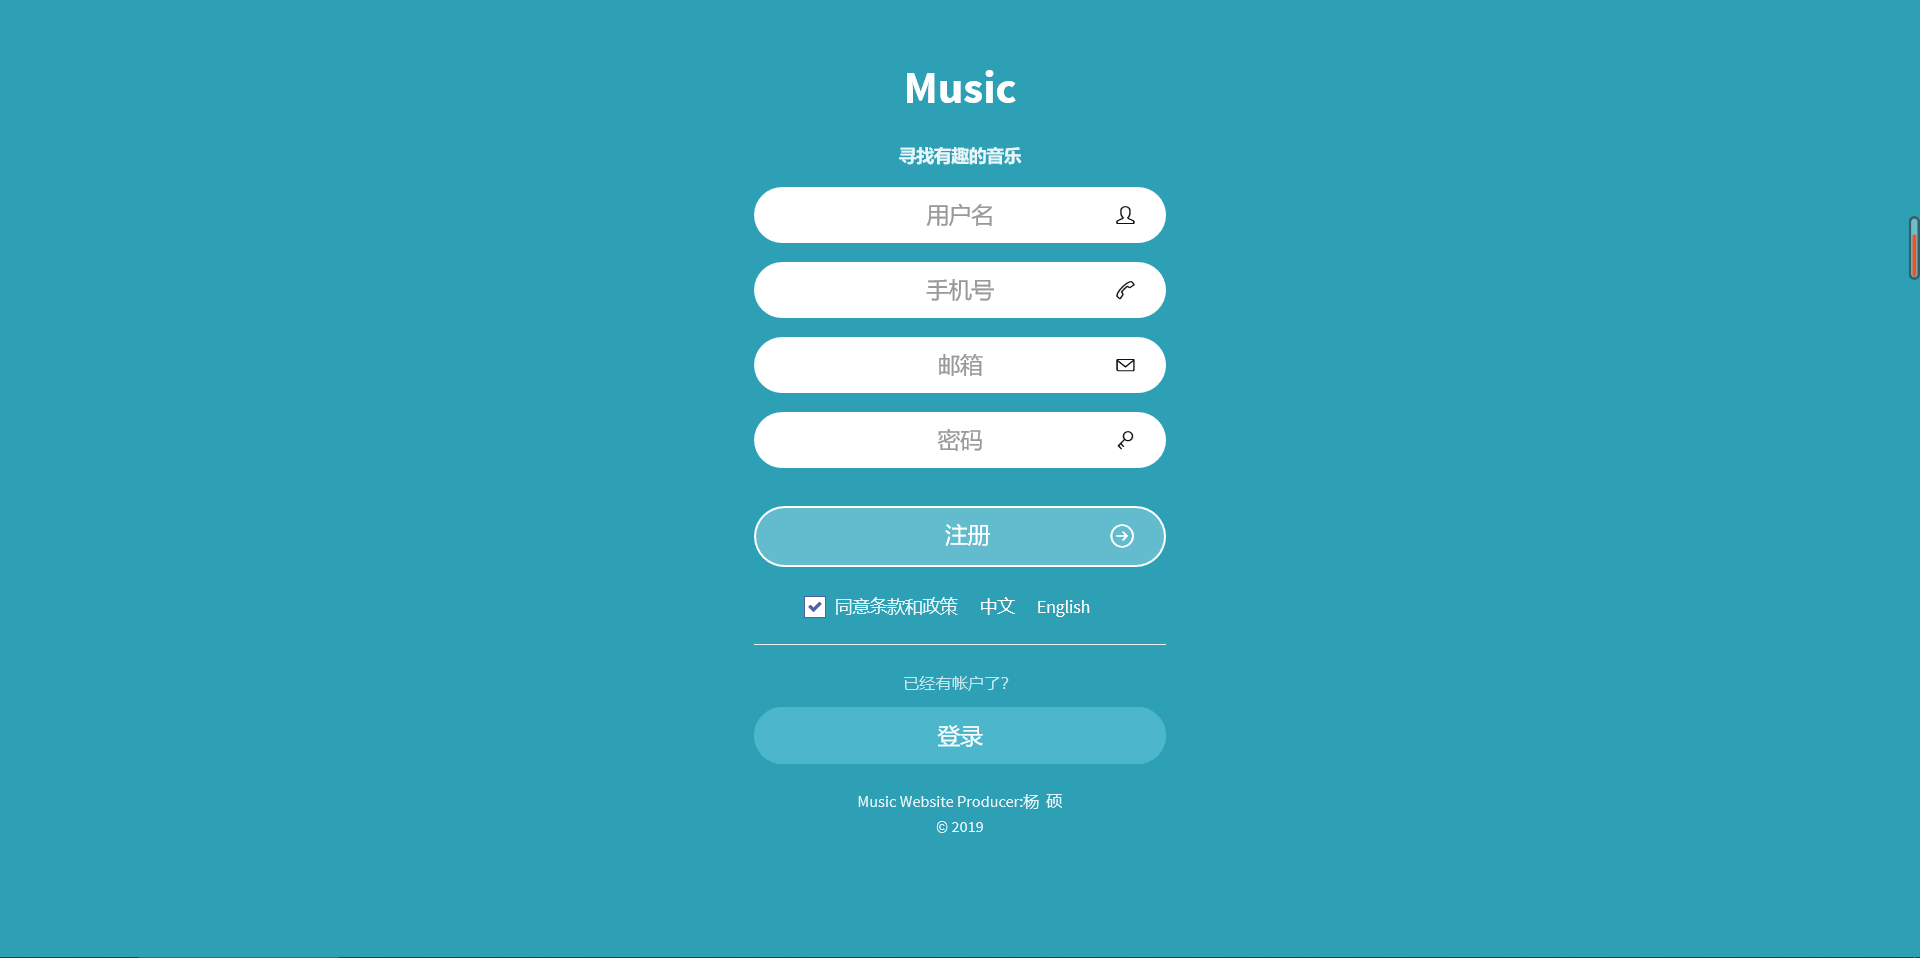 Music
寻找有趣的音乐
用户名
手机号
邮箱
密码
注册
同意条款和政策 中文 English
已经有帐户了?
登录
Music Website Producer:杨 硕
© 2019